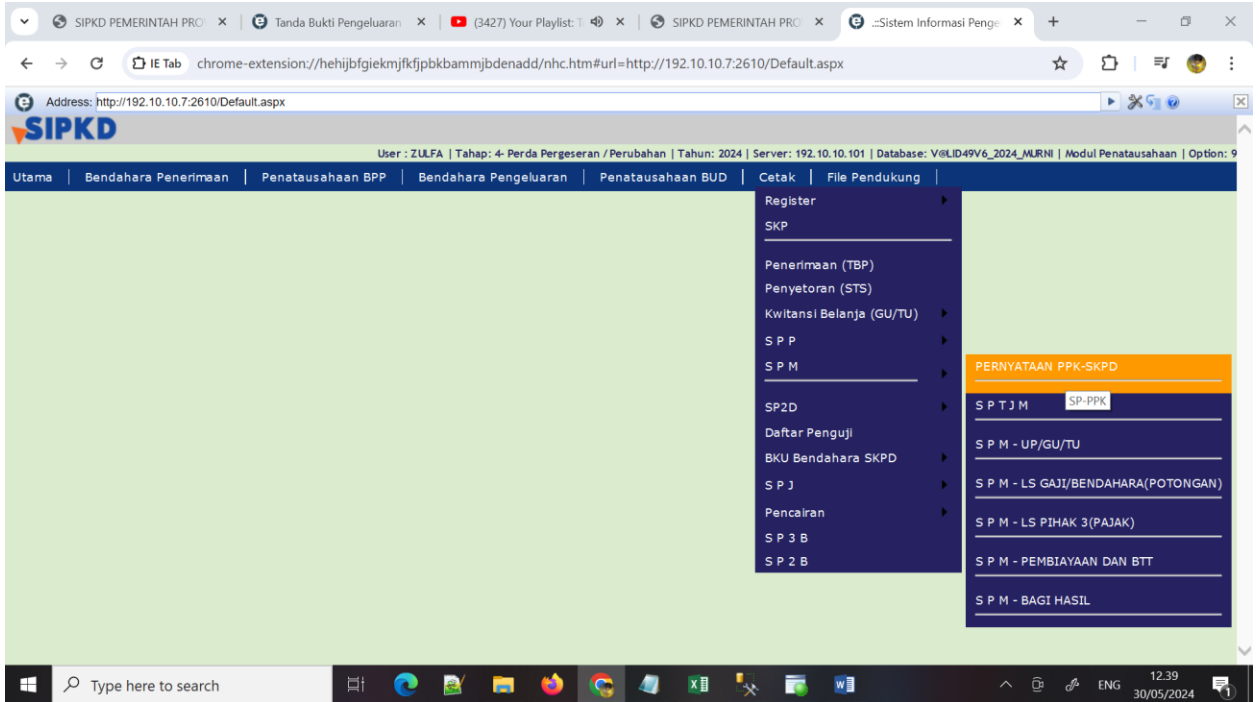 SIPKD PEMERINTAH PRO
Tanda Bukti Pengeluaran
(3427) Your Playlist: T
SIPKD PEMERINTAH PRO
.::Sistem Informasi Penge
IE Tab
chrome-extension://hehijbfgiekmjfkfjpbkbammjbdenadd/nhc.htm#url=http://192.10.10.7:2610/Default.aspx
Address: http://192.10.10.7:2610/Default.aspx
SIPKD
User : ZULFA | Tahap: 4- Perda Pergeseran / Perubahan | Tahun: 2024 | Server: 192.10.10.101 | Database: V@LID49V6_2024_MURNI | Modul Penatausahaan | Option: 9
Utama | Bendahara Penerimaan | Penatausahaan BPP | Bendahara Pengeluaran | Penatausahaan BUD | Cetak | File Pendukung |
Register
SKP
Penerimaan (TBP)
Penyetoran (STS)
Kwitansi Belanja (GU/TU)
S P P
S P M
SP2D
Daftar Penguji
BKU Bendahara SKPD
S P J
Pencairan
S P 3 B
S P 2 B
PERNYATAAN PPK-SKPD
SP-PPK
S P T J M
S P M - UP/GU/TU
S P M - LS GAJI/BENDAHARA(POTONGAN)
S P M - LS PIHAK 3(PAJAK)
S P M - PEMBIAYAAN DAN BTT
S P M - BAGI HASIL
Type here to search
ENG
12.39
30/05/2024
1